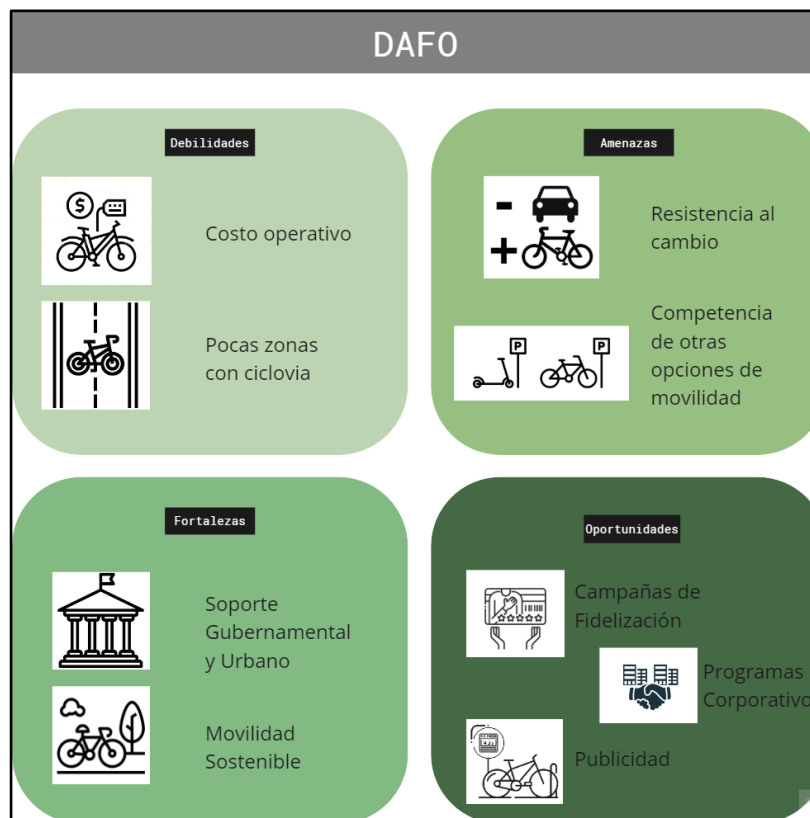 DAFO
Debilidades
Costo operativo
Pocas zonas
con ciclovia
Amenazas
Resistencia al
cambio
P
P
Competencia
de otras
opciones de
movilidad
Fortalezas
Soporte
Gubernamental
y Urbano
Movilidad
Sostenible
Oportunidades
Campañas de
Fidelización
Programas
Corporativo
Publicidad